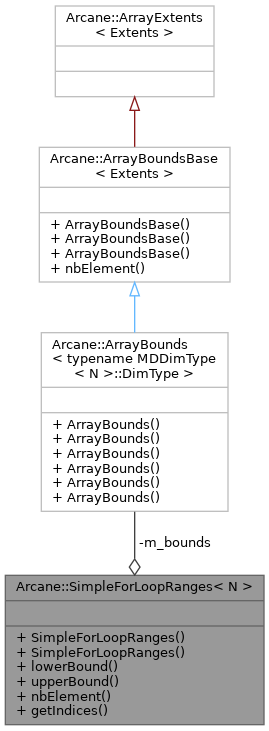 Arcane::ArrayExtents
< Extents >
Arcane::ArrayBoundsBase
< Extents >
+ ArrayBoundsBase()
+ ArrayBoundsBase()
+ ArrayBoundsBase()
+ nbElement()
Arcane::ArrayBounds
< typename MDDimType
< N >::DimType >
+ ArrayBounds()
+ ArrayBounds()
+ ArrayBounds()
+ ArrayBounds()
+ ArrayBounds()
+ ArrayBounds()
-m_bounds
Arcane::SimpleForLoopRanges< N >
+ SimpleForLoopRanges()
+ SimpleForLoopRanges()
+ lowerBound()
+ upperBound()
+ nbElement()
+ getIndices()